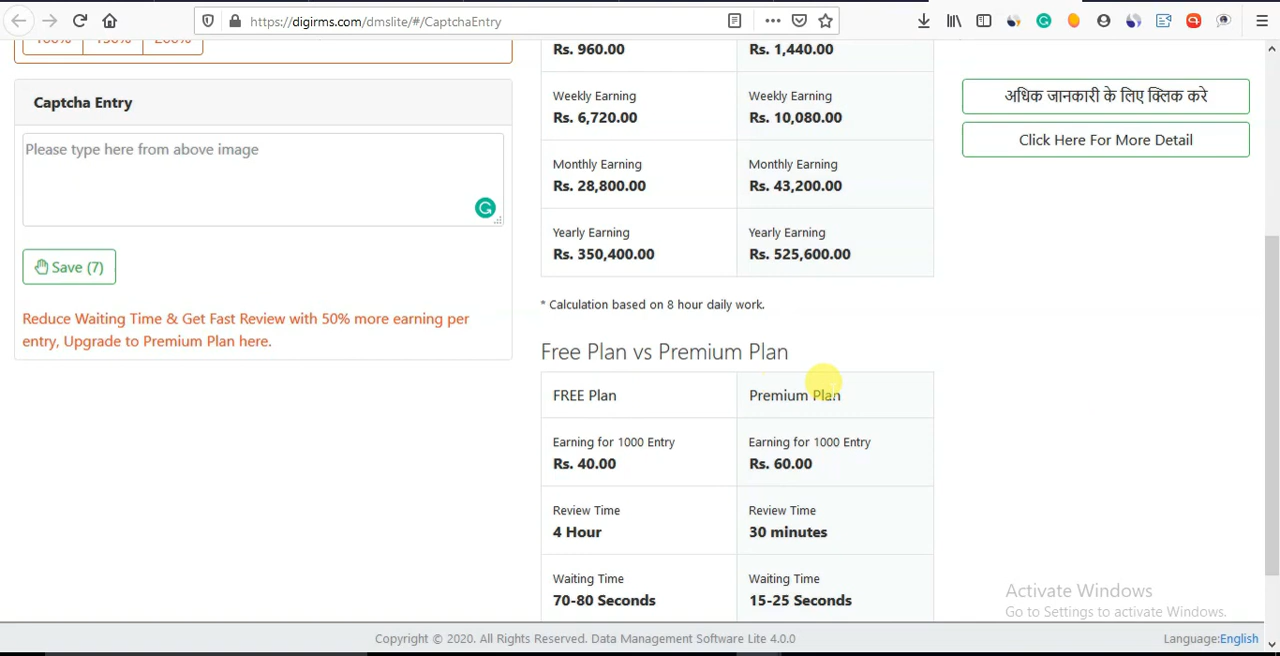 https://digirms.com/dmslite/#/CaptchaEntry
100% 150% 200%
Captcha Entry
Please type here from above image
Save (7)
Reduce Waiting Time & Get Fast Review with 50% more earning per
entry, Upgrade to Premium Plan here.
Rs. 960.00 Rs. 1,440.00
Weekly Earning Weekly Earning
Rs. 6,720.00 Rs. 10,080.00
Monthly Earning Monthly Earning
Rs. 28,800.00 Rs. 43,200.00
Yearly Earning Yearly Earning
Rs. 350,400.00 Rs. 525,600.00
* Calculation based on 8 hour daily work.
Free Plan vs Premium Plan
FREE Plan Premium Plan
Earning for 1000 Entry Earning for 1000 Entry
Rs. 40.00 Rs. 60.00
Review Time Review Time
4 Hour 30 minutes
Waiting Time Waiting Time
70-80 Seconds 15-25 Seconds
अधिक जानकारी के लिए क्लिक करे
Click Here For More Detail
Activate Windows
Go to Settings to activate Windows.
Copyright © 2020. All Rights Reserved. Data Management Software Lite 4.0.0
Language:English